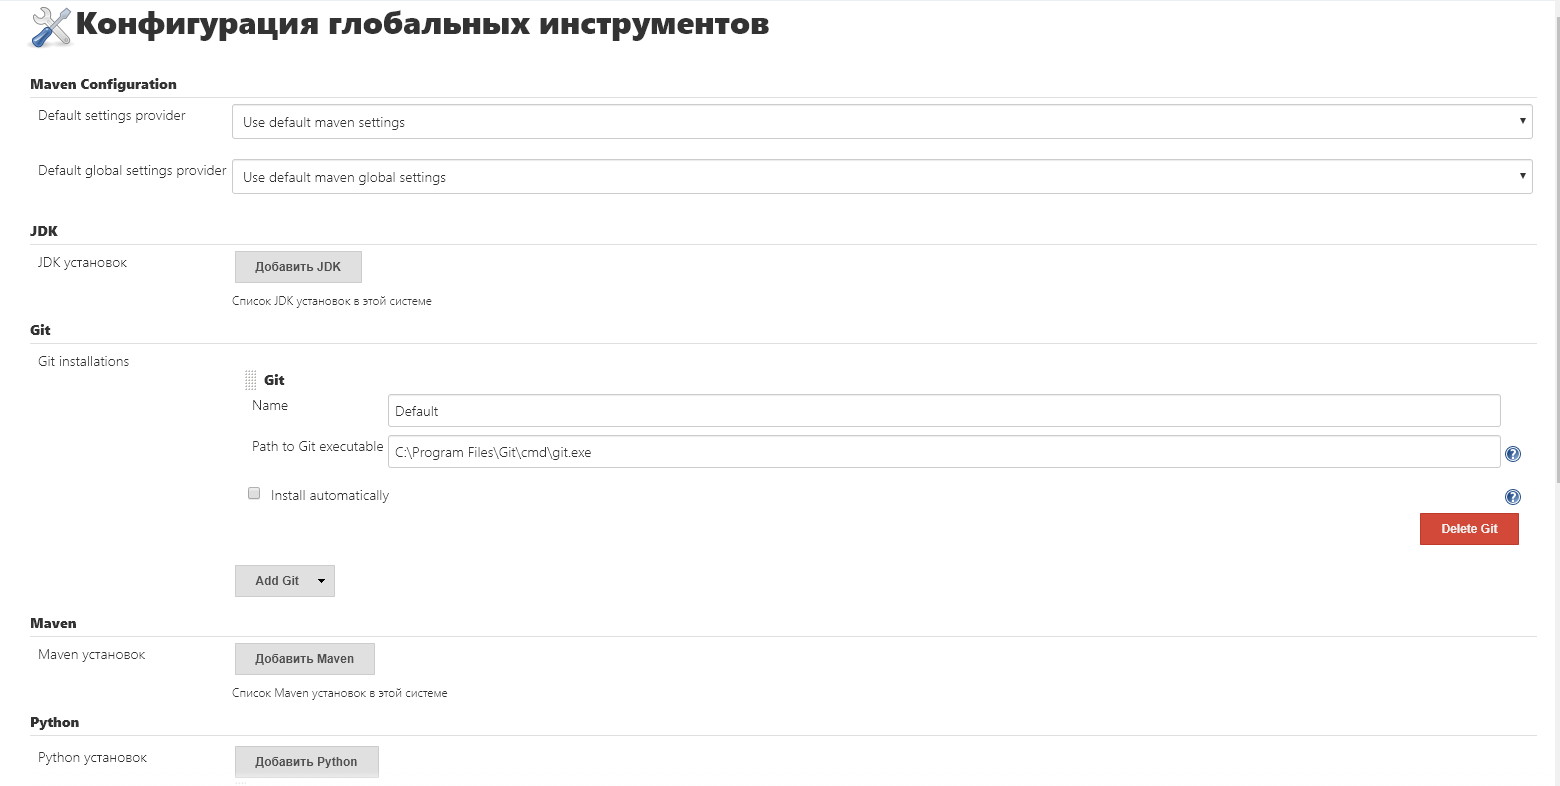 Конфигурация глобальных инструментов
Maven Configuration
Default settings provider
Use default maven settings
Default global settings provider
Use default maven global settings
JDK
JDK установок
Добавить JDK
Список JDK установок в этой системе
Git
Git installations
Git
Name
Default
Path to Git executable
C:\Program Files\Git\cmd\git.exe
Install automatically
Delete Git
Add Git
Maven
Maven установок
Добавить Maven
Список Maven установок в этой системе
Python
Python установок
Добавить Python